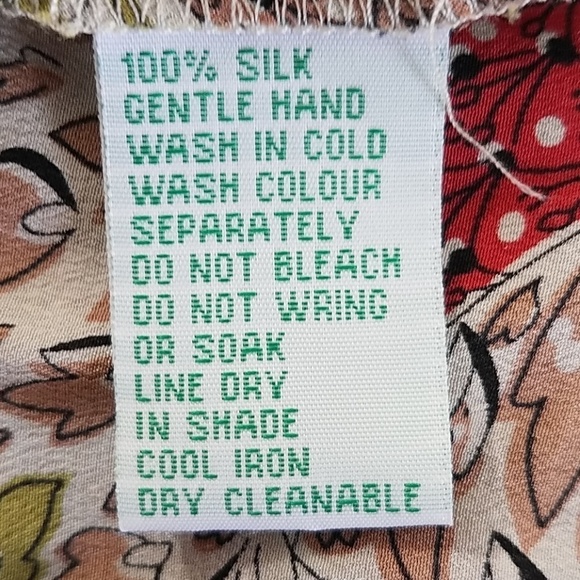 100% SILK
GENTLE HAND
WASH IN COLD
WASH COLOUR
SEPARATELY
DO NOT BLEACH
DO NOT WRING
OR SOAK
LINE DRY
IN SHADE
COOL IRON
DRY CLEANABLE